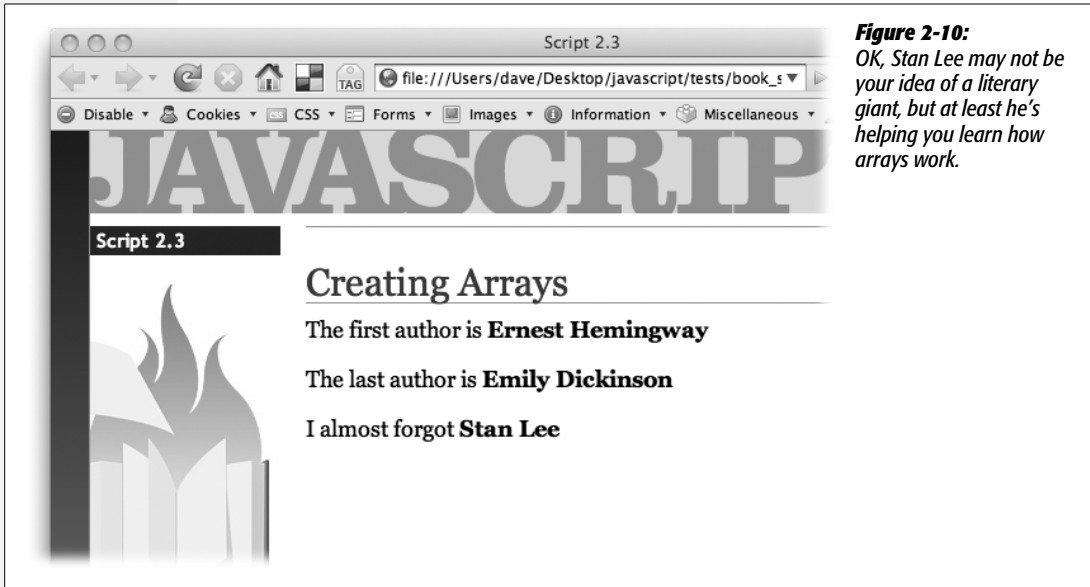 Script 2.3
TAG
file:///Users/dave/Desktop/javascript/tests/book_s
Disable Cookies CSS Forms Images Information Miscellaneous
JAVASCRIP
Script 2.3
Creating Arrays
The first author is Ernest Hemingway
The last author is Emily Dickinson
I almost forgot Stan Lee
Figure 2-10:
OK, Stan Lee may not be
your idea of a literary
giant, but at least he's
helping you learn how
arrays work.